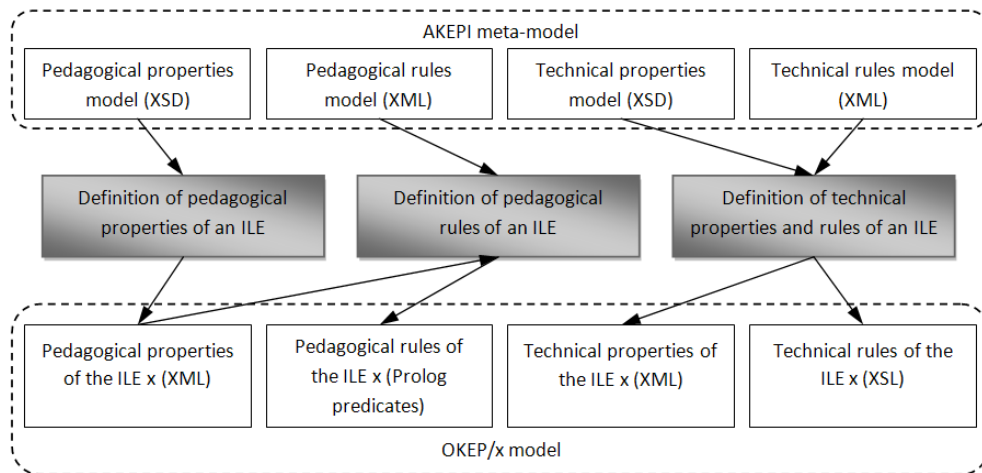 AKEPI meta-model
Pedagogical properties
model (XSD)
Pedagogical rules
model (XML)
Technical properties
model (XSD)
Technical rules model
(XML)
Definition of pedagogical
properties of an ILE
Definition of pedagogical
rules of an ILE
Definition of technical
properties and rules of an ILE
Pedagogical properties
of the ILE x (XML)
Pedagogical rules of
the ILE x (Prolog
predicates)
Technical properties of
the ILE x (XML)
Technical rules of the
ILE x (XSL)
OKEP/x model